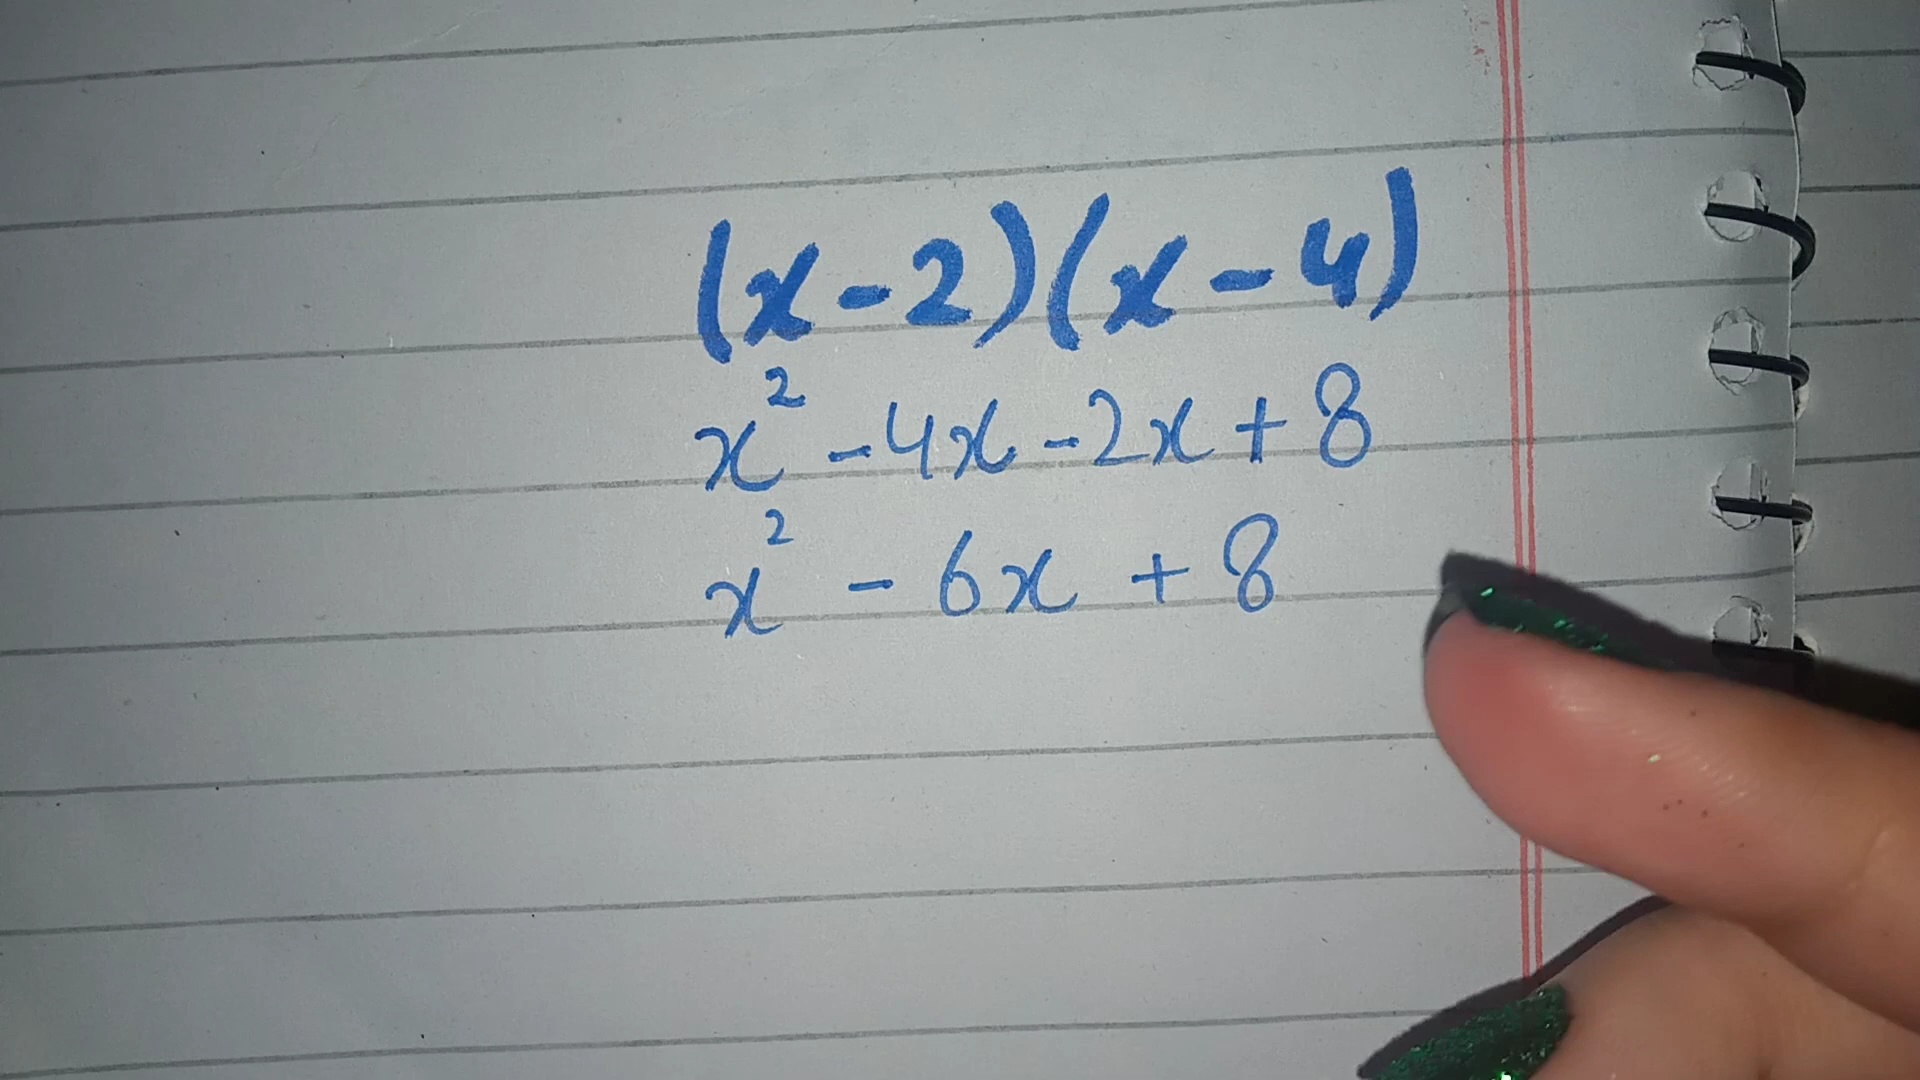 (x-2)(x-4)
x² - 4x - 2x + 8
x² - 6x + 8